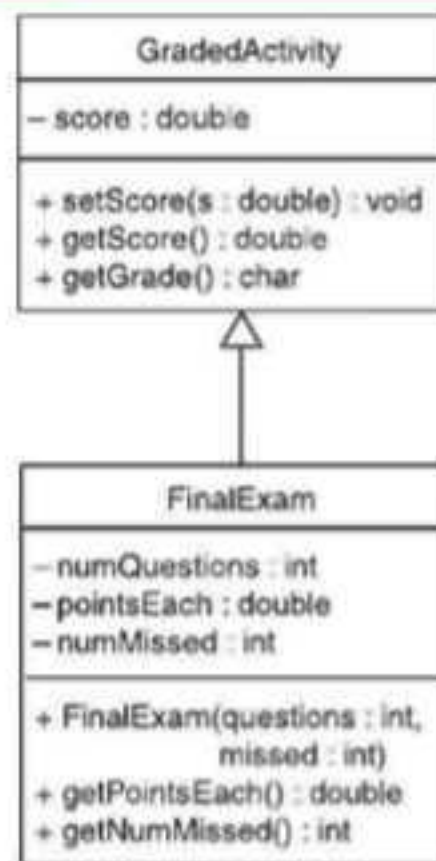 GradedActivity
– score : double
+ setScore(s : double) : void
+ getScore() : double
+ getGrade() : char
FinalExam
– numQuestions : int
– pointsEach : double
– numMissed : int
+ FinalExam(questions : int,
missed : int)
+ getPointsEach() : double
+ getNumMissed() : int